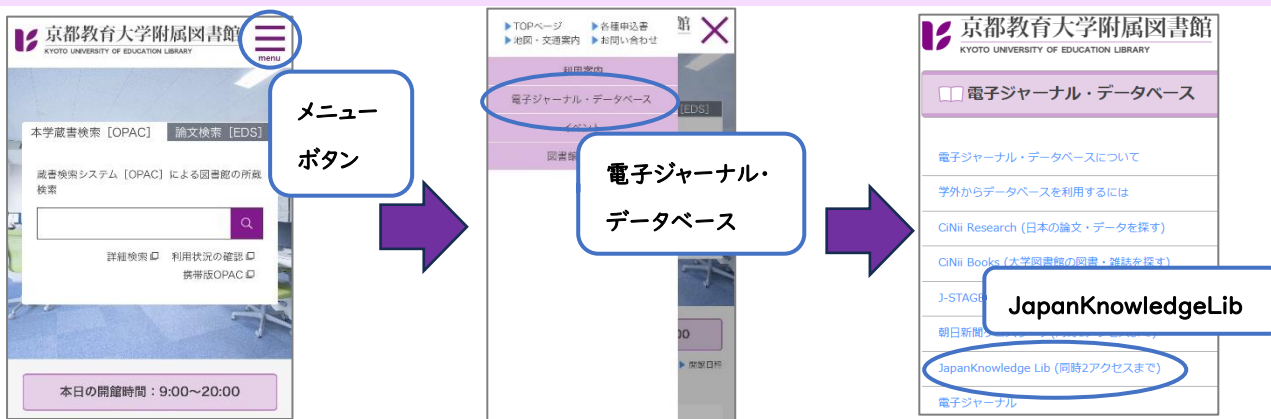 京都教育大学附属図書館
KYOTO UNIVERSITY OF EDUCATION LIBRARY
menu
メニュー
ボタン
本学蔵書検索［OPAC］
論文検索［EDS］
蔵書検索システム［OPAC］による図書館の所蔵
検索
詳細検索
利用状況の確認
携帯版OPAC
本日の開館時間：9:00～20:00
▶TOPページ
▶各種申込書
▶地図・交通案内
▶お問い合わせ
館
利用案内
電子ジャーナル・データベース
[EDS]
イベント
図書館
電子ジャーナル・
データベース
00
▶ 開館日程
京都教育大学附属図書館
KYOTO UNIVERSITY OF EDUCATION LIBRARY
電子ジャーナル・データベース
電子ジャーナル・データベースについて
学外からデータベースを利用するには
CiNii Research (日本の論文・データを探す)
CiNii Books (大学図書館の図書・雑誌を探す)
J-STAGE
JapanKnowledgeLib
朝日新聞
JapanKnowledge Lib (同時2アクセスまで)
電子ジャーナル